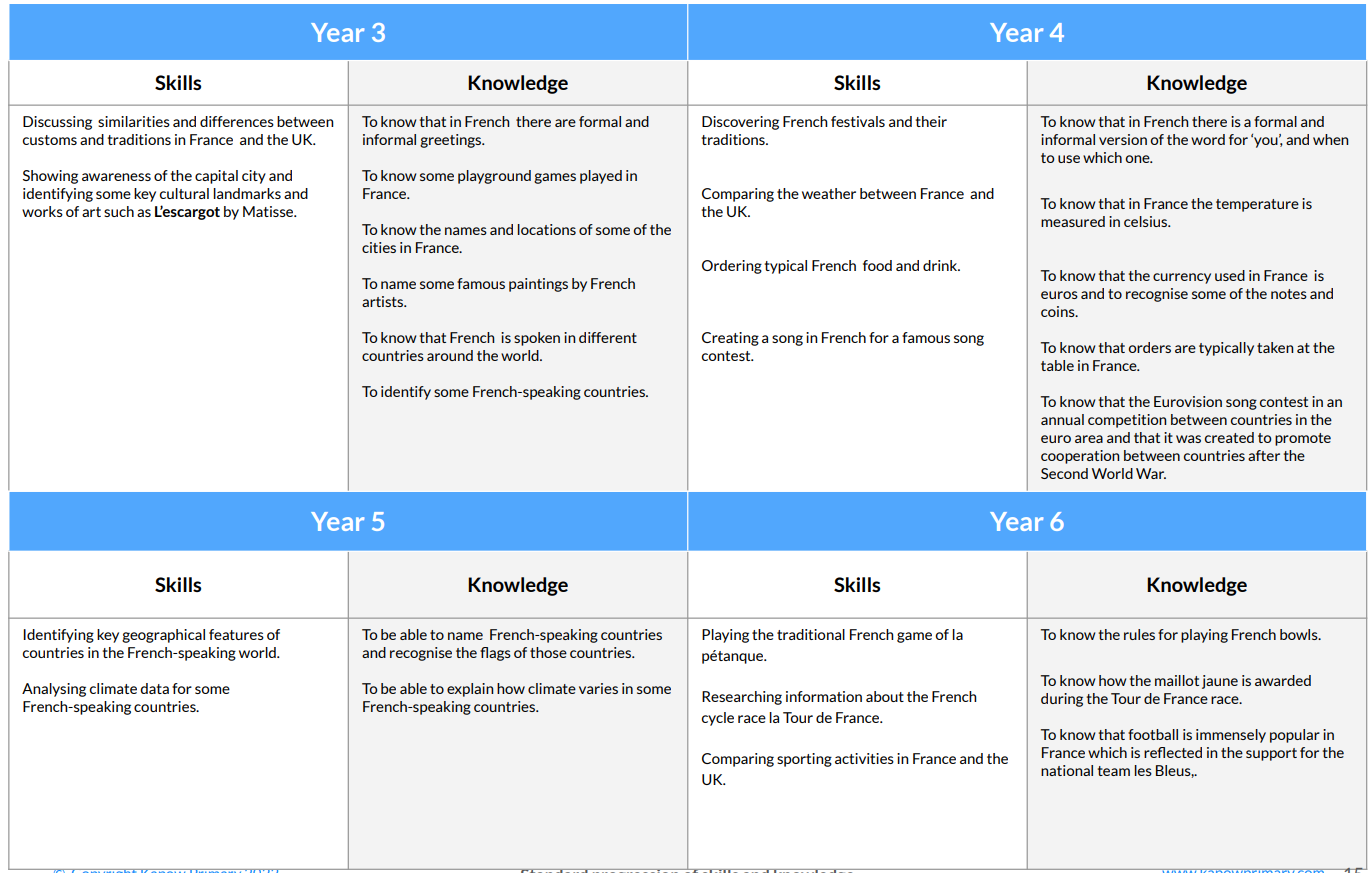 Year 3
Year 4
Skills
Knowledge
Skills
Knowledge
Discussing similarities and differences between
customs and traditions in France and the UK.
Showing awareness of the capital city and
identifying some key cultural landmarks and
works of art such as L'escargot by Matisse.
To know that in French there are formal and
informal greetings.
To know some playground games played in
France.
To know the names and locations of some of the
cities in France.
To name some famous paintings by French
artists.
To know that French is spoken in different
countries around the world.
To identify some French-speaking countries.
Discovering French festivals and their
traditions.
Comparing the weather between France and
the UK.
Ordering typical French food and drink.
Creating a song in French for a famous song
contest.
To know that in French there is a formal and
informal version of the word for 'you', and when
to use which one.
To know that in France the temperature is
measured in celsius.
To know that the currency used in France is
euros and to recognise some of the notes and
coins.
To know that orders are typically taken at the
table in France.
To know that the Eurovision song contest in an
annual competition between countries in the
euro area and that it was created to promote
cooperation between countries after the
Second World War.
Year 5
Year 6
Skills
Knowledge
Skills
Knowledge
Identifying key geographical features of
countries in the French-speaking world.
Analysing climate data for some
French-speaking countries.
To be able to name French-speaking countries
and recognise the flags of those countries.
To be able to explain how climate varies in some
French-speaking countries.
Playing the traditional French game of la
pétanque.
Researching information about the French
cycle race la Tour de France.
Comparing sporting activities in France and the
UK.
To know the rules for playing French bowls.
To know how the maillot jaune is awarded
during the Tour de France race.
To know that football is immensely popular in
France which is reflected in the support for the
national team les Bleus,.
© Copyright Kapow Primary 2022
Standard progression of skills and knowledge
www.kapowprimary.com
15